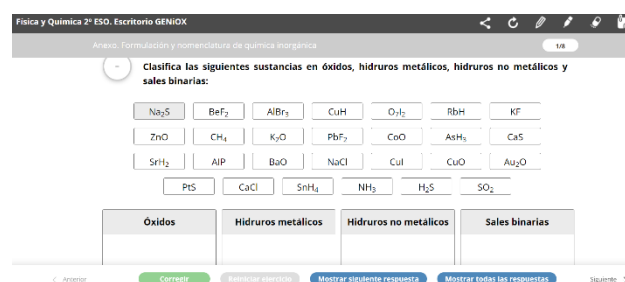 Física y Química 2º ESO. Escritorio GENiOX
Anexo. Formulación y nomenclatura de química inorgánica
1/8
Clasifica las siguientes sustancias en óxidos, hidruros metálicos, hidruros no metálicos y
sales binarias:
Na₂S BeF₂ AlBr₃ CuH O₇I₂ RbH KF
ZnO CH₄ K₂O PbF₂ CoO AsH₃ CaS
SrH₂ AlP BaO NaCl CuI CuO Au₂O
PtS CaCl SnH₄ NH₃ H₂S SO₂
Óxidos Hidruros metálicos Hidruros no metálicos Sales binarias
Anterior Corregir Reiniciar ejercicio Mostrar siguiente respuesta Mostrar todas las respuestas Siguiente